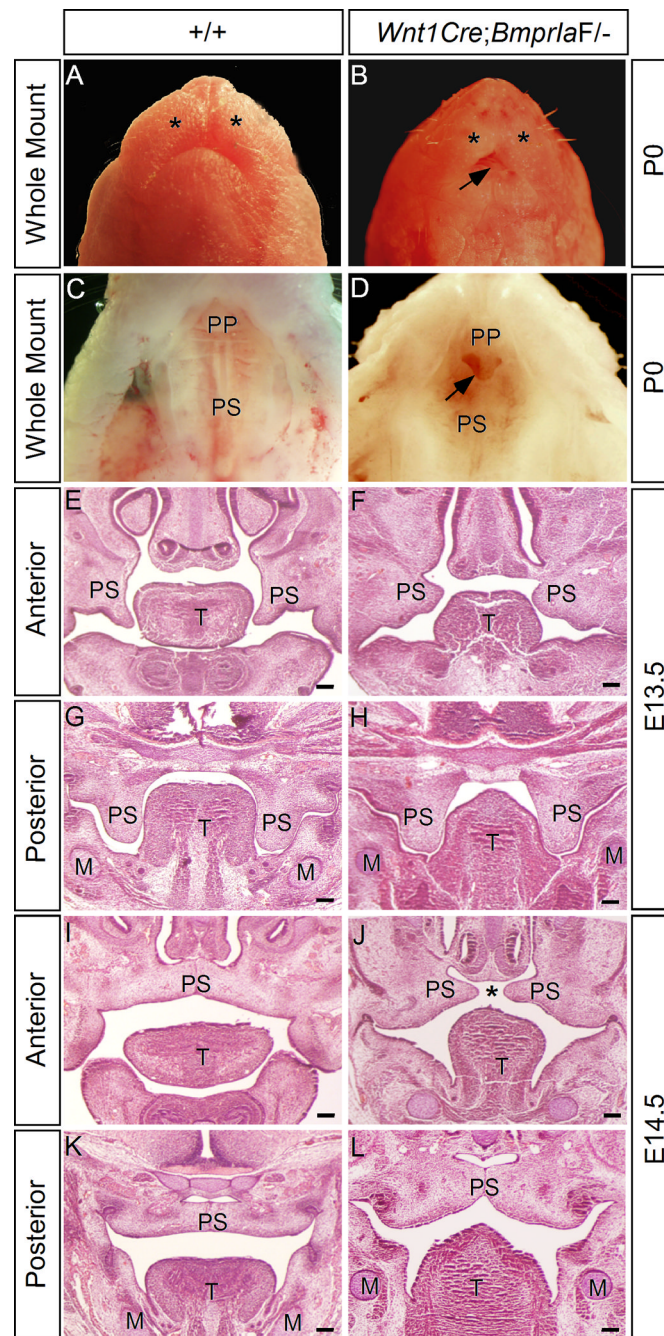 +/+
Wnt1Cre;BmprIaF/-
Whole Mount
A
*
*
B
*
*
P0
Whole Mount
C
PP
PS
D
PP
PS
P0
Anterior
E
PS
T
PS
F
PS
T
PS
E13.5
Posterior
G
PS
T
PS
M
M
H
PS
T
PS
M
M
Anterior
I
PS
T
J
PS
*
PS
T
E14.5
Posterior
K
PS
T
M
M
L
PS
T
M
M